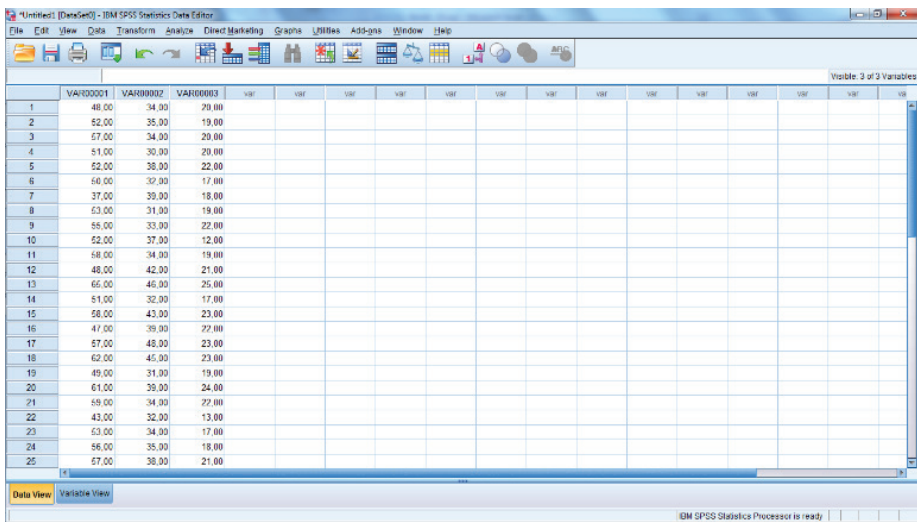 *Untitled1 [DataSet0] - IBM SPSS Statistics Data Editor
File Edit View Data Transform Analyze Direct Marketing Graphs Utilities Add-ons Window Help
Visible: 3 of 3 Variables
VAR00001 VAR00002 VAR00003 var var var var var var var var var var var va
1 48,00 34,00 20,00
2 52,00 35,00 19,00
3 57,00 34,00 20,00
4 51,00 30,00 20,00
5 52,00 38,00 22,00
6 50,00 32,00 17,00
7 37,00 39,00 18,00
8 53,00 31,00 19,00
9 55,00 33,00 22,00
10 52,00 37,00 12,00
11 58,00 34,00 19,00
12 48,00 42,00 21,00
13 65,00 46,00 25,00
14 51,00 32,00 17,00
15 58,00 43,00 23,00
16 47,00 39,00 22,00
17 57,00 48,00 23,00
18 62,00 45,00 23,00
19 49,00 31,00 19,00
20 61,00 39,00 24,00
21 59,00 34,00 22,00
22 43,00 32,00 13,00
23 53,00 34,00 17,00
24 56,00 35,00 18,00
25 57,00 38,00 21,00
Data View Variable View
IBM SPSS Statistics Processor is ready